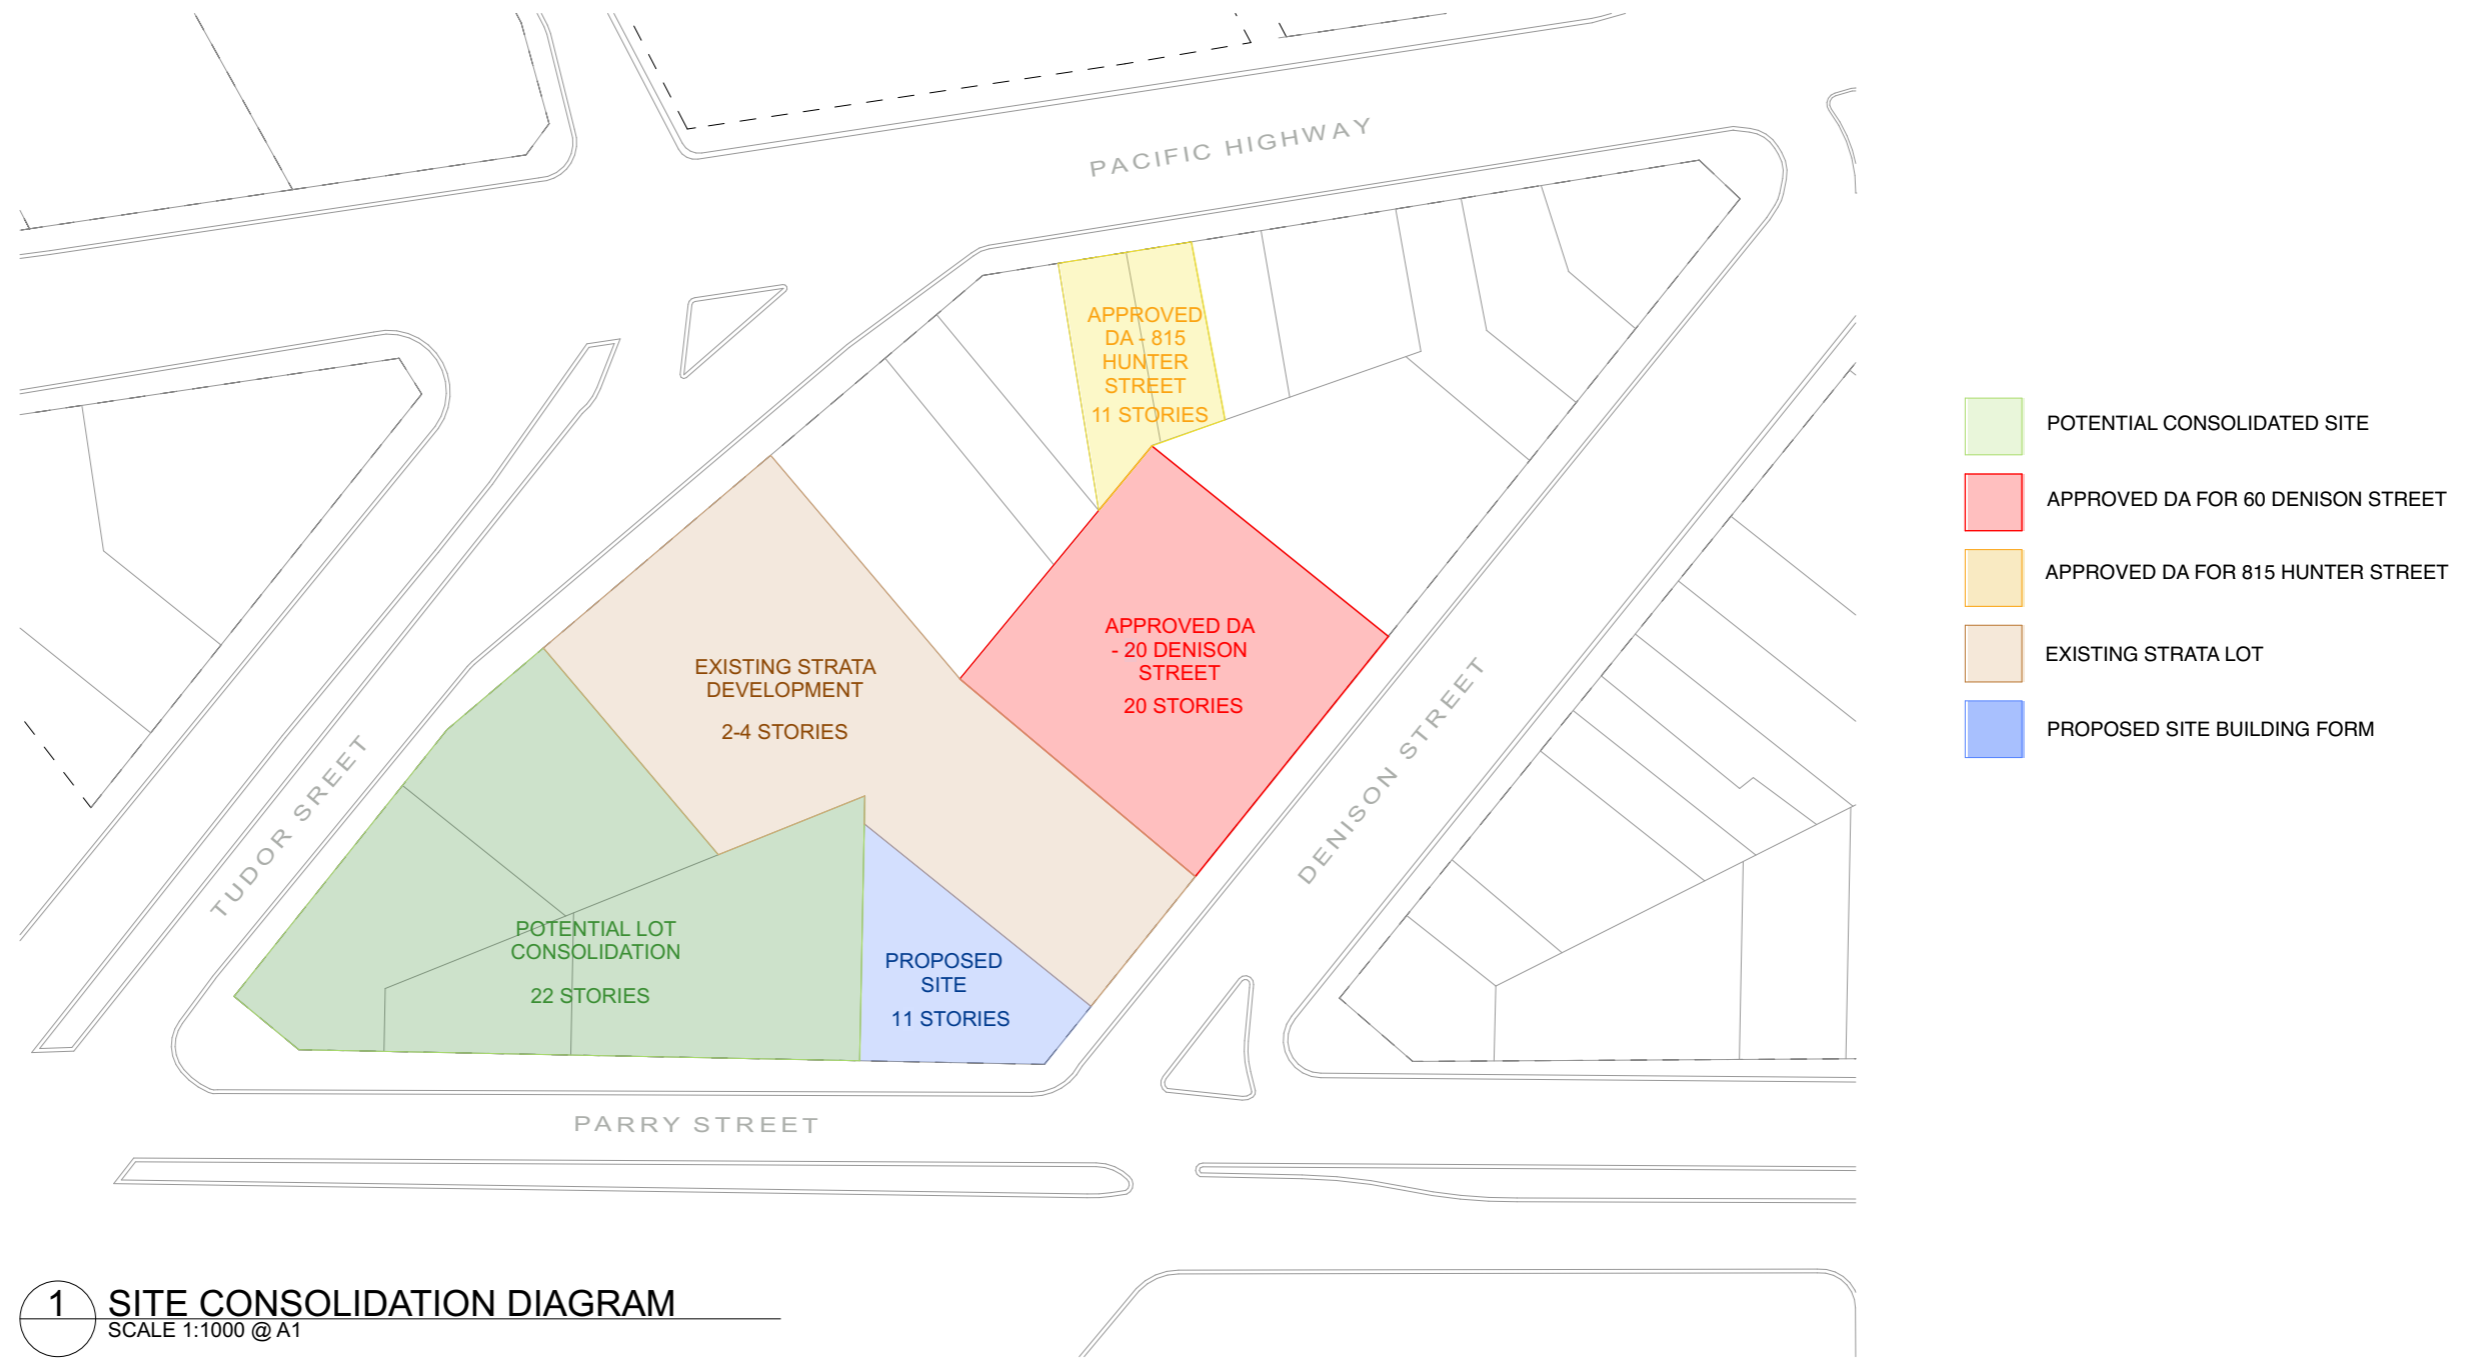 PACIFIC HIGHWAY
APPROVED
DA - 815
HUNTER
STREET
11 STORIES
APPROVED DA
- 20 DENISON
STREET
20 STORIES
EXISTING STRATA
DEVELOPMENT
2-4 STORIES
TUDOR SREET
DENISON STREET
POTENTIAL LOT
CONSOLIDATION
22 STORIES
PROPOSED
SITE
11 STORIES
PARRY STREET
POTENTIAL CONSOLIDATED SITE
APPROVED DA FOR 60 DENISON STREET
APPROVED DA FOR 815 HUNTER STREET
EXISTING STRATA LOT
PROPOSED SITE BUILDING FORM
1
SITE CONSOLIDATION DIAGRAM
SCALE 1:1000 @ A1